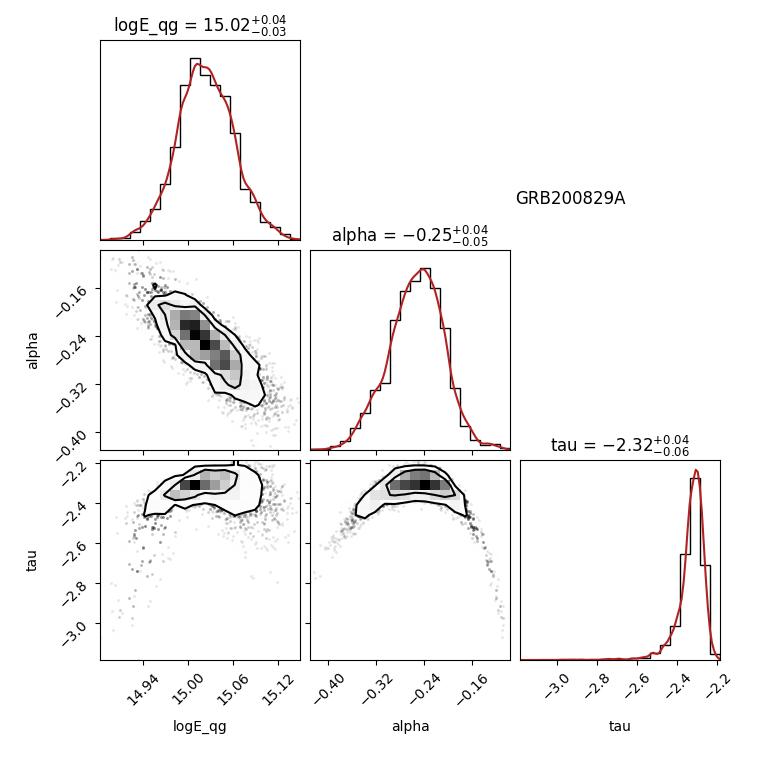 logE_qg = 15.02+0.04−0.03
GRB200829A
alpha = −0.25+0.04−0.05
−0.16
−0.24
−0.32
−0.40
alpha
tau = −2.32+0.04−0.06
−2.2
−2.4
−2.6
−2.8
−3.0
tau
14.94 15.00 15.06 15.12
−0.40 −0.32 −0.24 −0.16
−3.0 −2.8 −2.6 −2.4 −2.2
logE_qg alpha tau